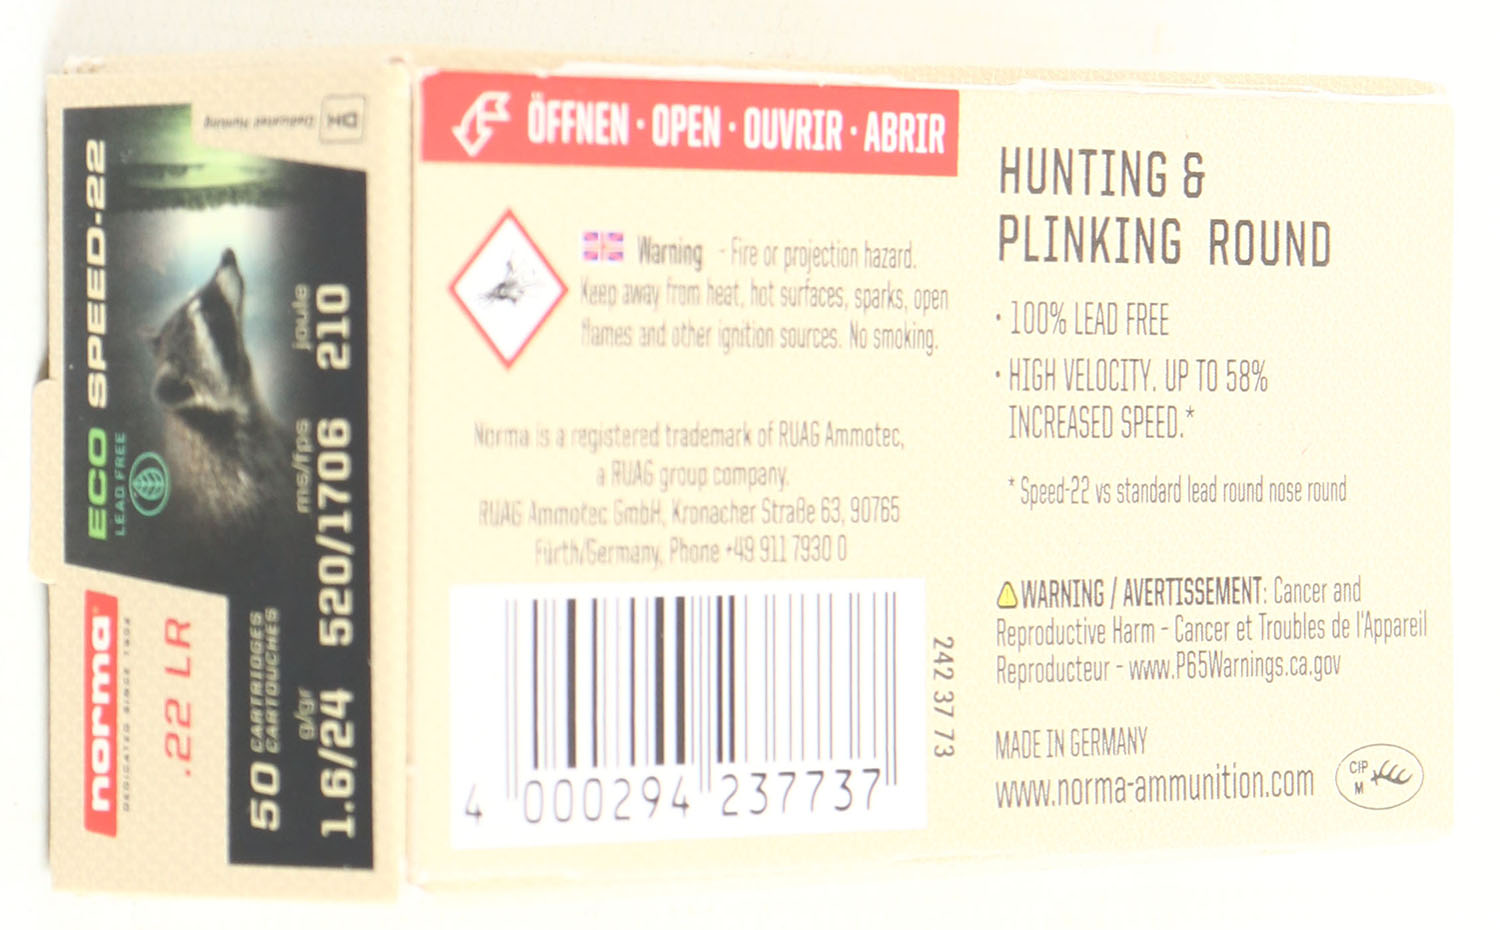 DH
Dedicated Hunting
ECO SPEED-22
LEAD FREE
norma
DEDICATED SINCE 1902
.22 LR
50 CARTRIDGES
CARTOUCHES
g/gr ms/fps joule
1.6/24 520/1706 210
ÖFFNEN · OPEN · OUVRIR · ABRIR
Warning - Fire or projection hazard.
Keep away from heat, hot surfaces, sparks, open
flames and other ignition sources. No smoking.
Norma is a registered trademark of RUAG Ammotec,
a RUAG group company.
RUAG Ammotec GmbH, Kronacher Straße 63, 90765
Fürth/Germany, Phone +49 911 7930 0
4 000294 237737
242 37 73
HUNTING &
PLINKING ROUND
· 100% LEAD FREE
· HIGH VELOCITY. UP TO 58%
INCREASED SPEED.*
* Speed-22 vs standard lead round nose round
WARNING / AVERTISSEMENT: Cancer and
Reproductive Harm - Cancer et Troubles de l'Appareil
Reproducteur - www.P65Warnings.ca.gov
MADE IN GERMANY
www.norma-ammunition.com
CIP
M